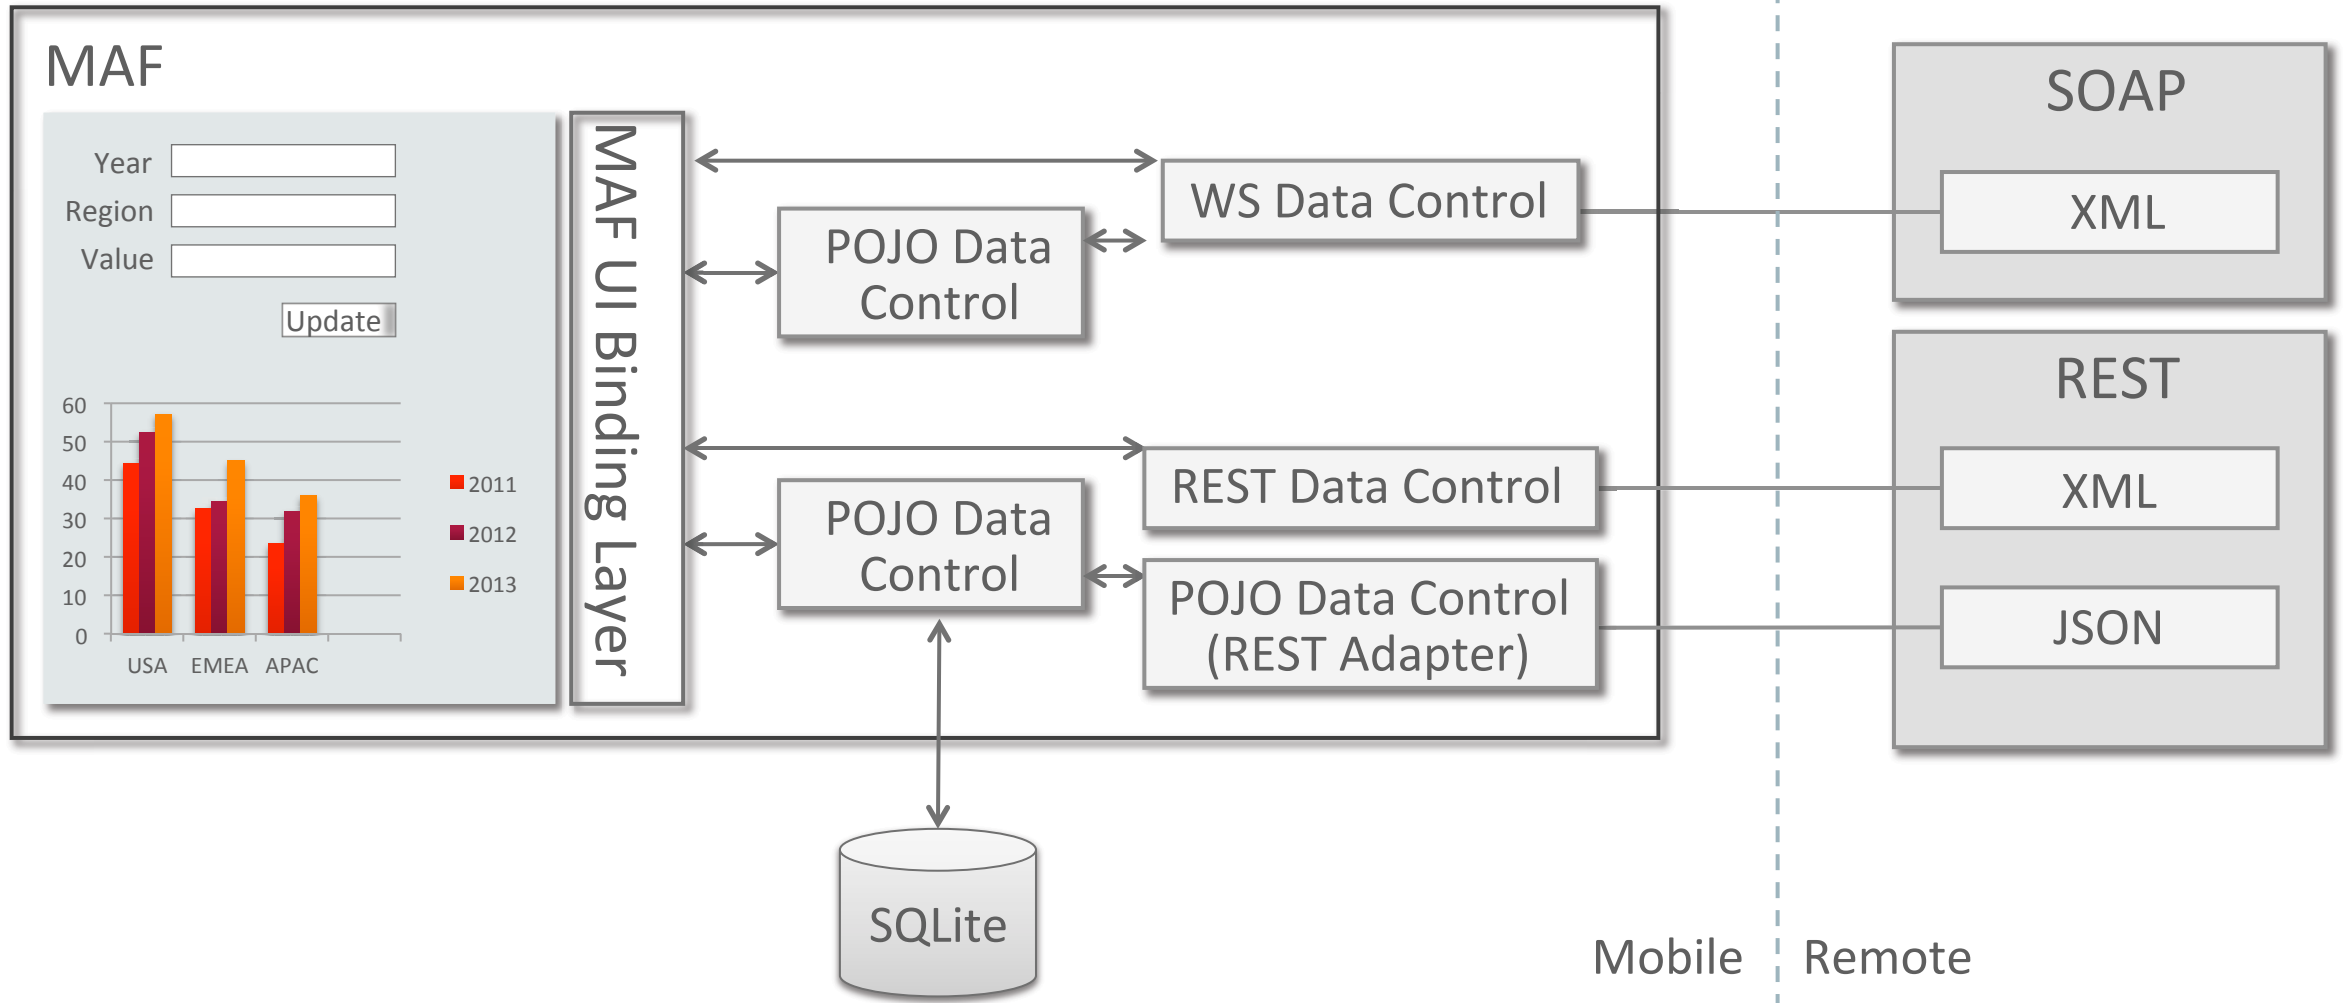 MAF
Year
Region
Value
Update
60
50
40
30
20
10
0
USA EMEA APAC
2011
2012
2013
MAF UI Binding Layer
POJO Data
Control
WS Data Control
POJO Data
Control
REST Data Control
POJO Data Control
(REST Adapter)
SQLite
SOAP
XML
REST
XML
JSON
Mobile
Remote